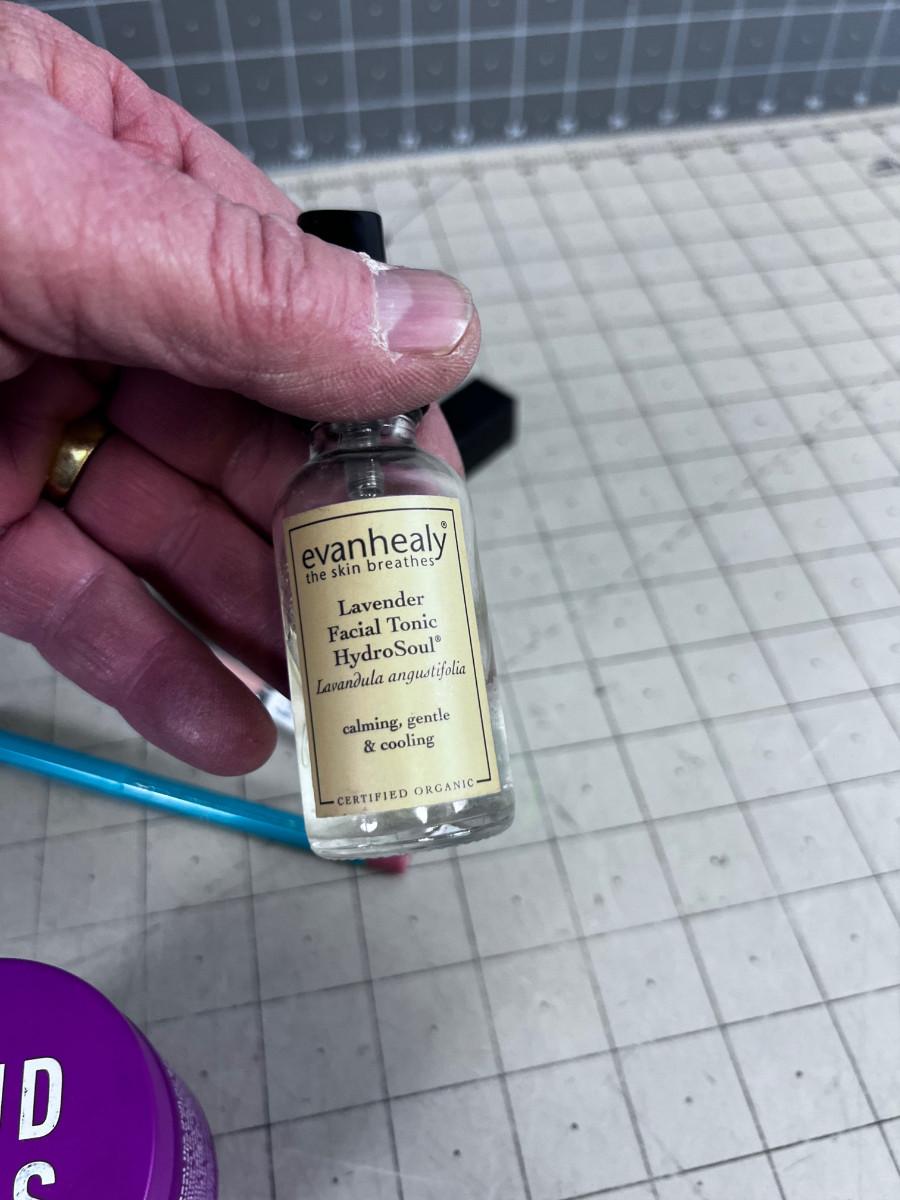 evanhealy®
the skin breathes®
Lavender
Facial Tonic
HydroSoul®
Lavandula angustifolia
calming, gentle
& cooling
CERTIFIED ORGANIC